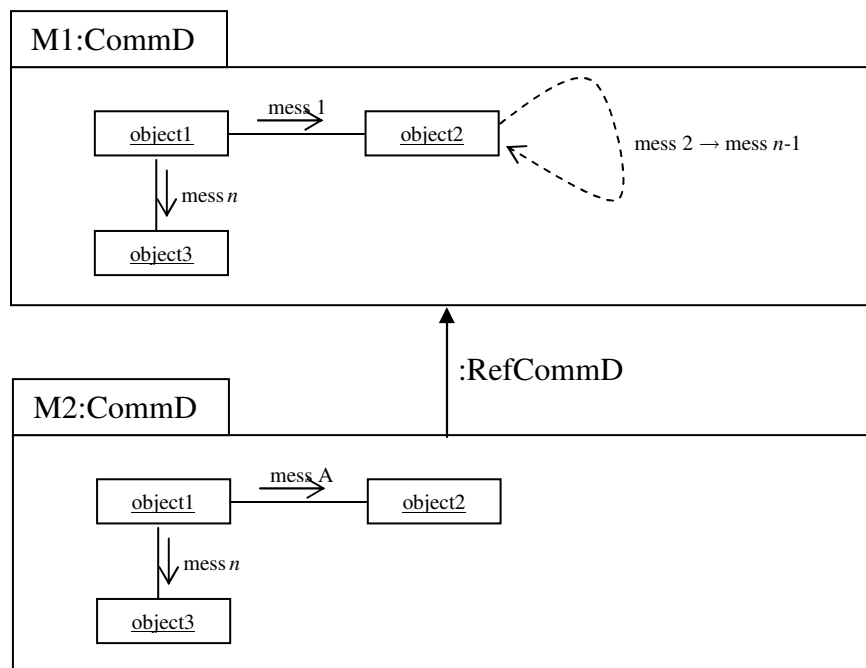 M1:CommD
mess 1
object1
object2
mess 2 → mess n-1
mess n
object3
:RefCommD
M2:CommD
mess A
object1
object2
mess n
object3